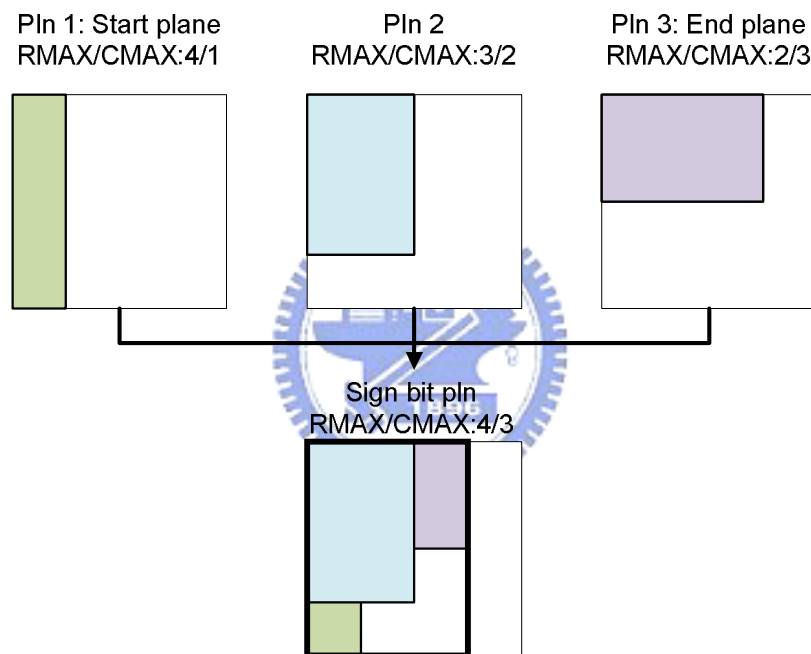 Pln 1: Start plane
RMAX/CMAX:4/1
Pln 2
RMAX/CMAX:3/2
Pln 3: End plane
RMAX/CMAX:2/3
Sign bit pln
RMAX/CMAX:4/3
1896